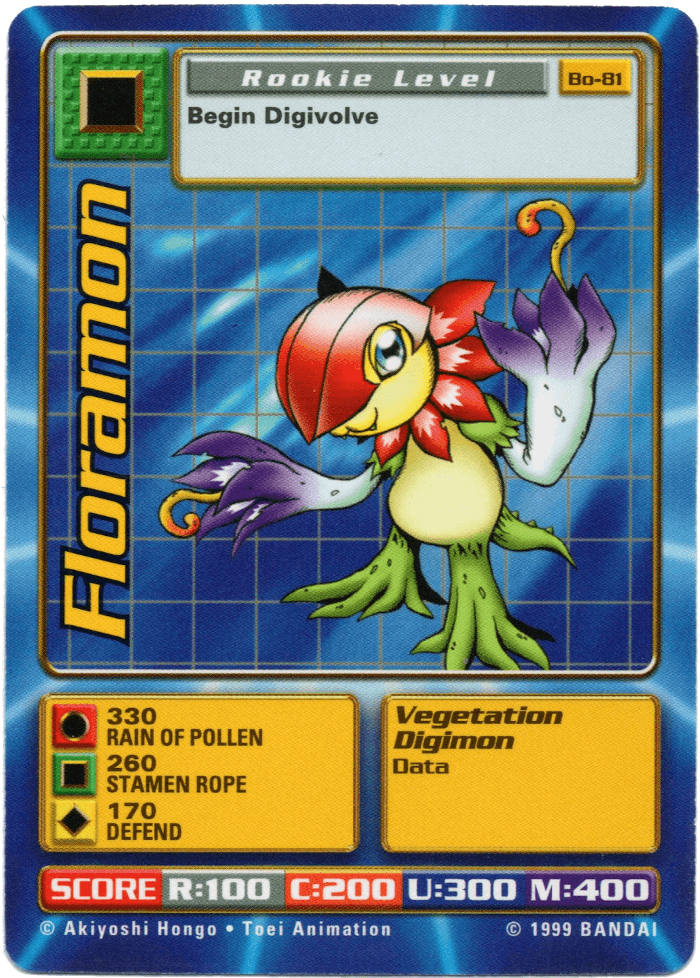 Rookie Level
Bo-81
Begin Digivolve
Floramon
330
RAIN OF POLLEN
260
STAMEN ROPE
170
DEFEND
Vegetation
Digimon
Data
SCORE R:100 C:200 U:300 M:400
© Akiyoshi Hongo • Toei Animation © 1999 BANDAI